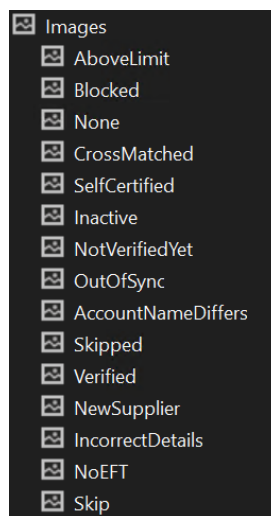 Images
AboveLimit
Blocked
None
CrossMatched
SelfCertified
Inactive
NotVerifiedYet
OutOfSync
AccountNameDiffers
Skipped
Verified
NewSupplier
IncorrectDetails
NoEFT
Skip